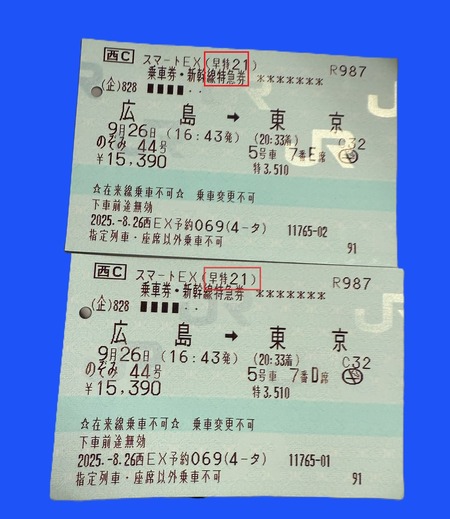 西C スマートEX(早特21) R987
乗車券・新幹線特急券 *******
(企)828
広島 → 東京
9月26日 (16:43発) (20:33着) C32
のぞみ 44号 5号車 7番E席
¥15,390 特3,510
☆在来線乗車不可☆ 乗車変更不可
下車前途無効
2025.-8.26西EX予約069(4-タ) 11765-02
指定列車・座席以外乗車不可 91
西C スマートEX(早特21) R987
乗車券・新幹線特急券 *******
(企)828
広島 → 東京
9月26日 (16:43発) (20:33着) C32
のぞみ 44号 5号車 7番D席
¥15,390 特3,510
☆在来線乗車不可☆ 乗車変更不可
下車前途無効
2025.-8.26西EX予約069(4-タ) 11765-01
指定列車・座席以外乗車不可 91